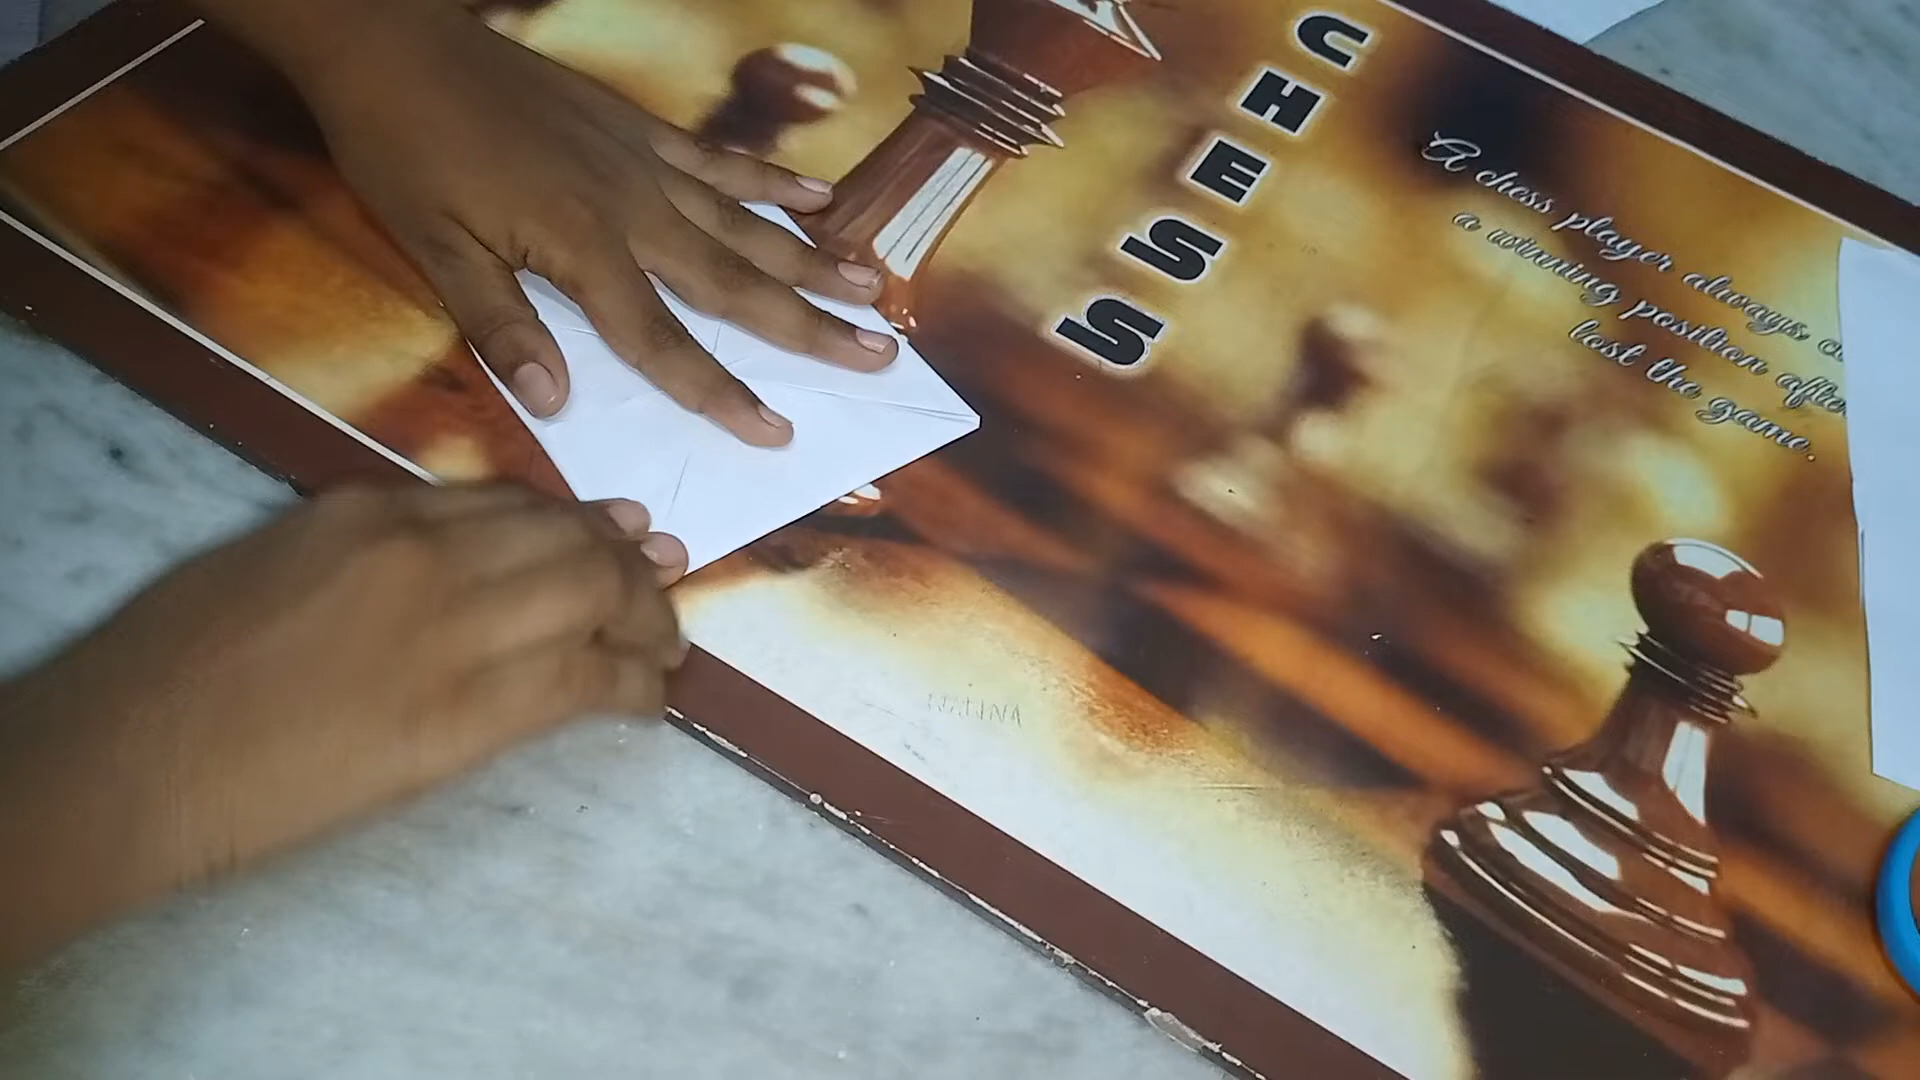 CHESS
A chess player always
a winning position after
lost the game.